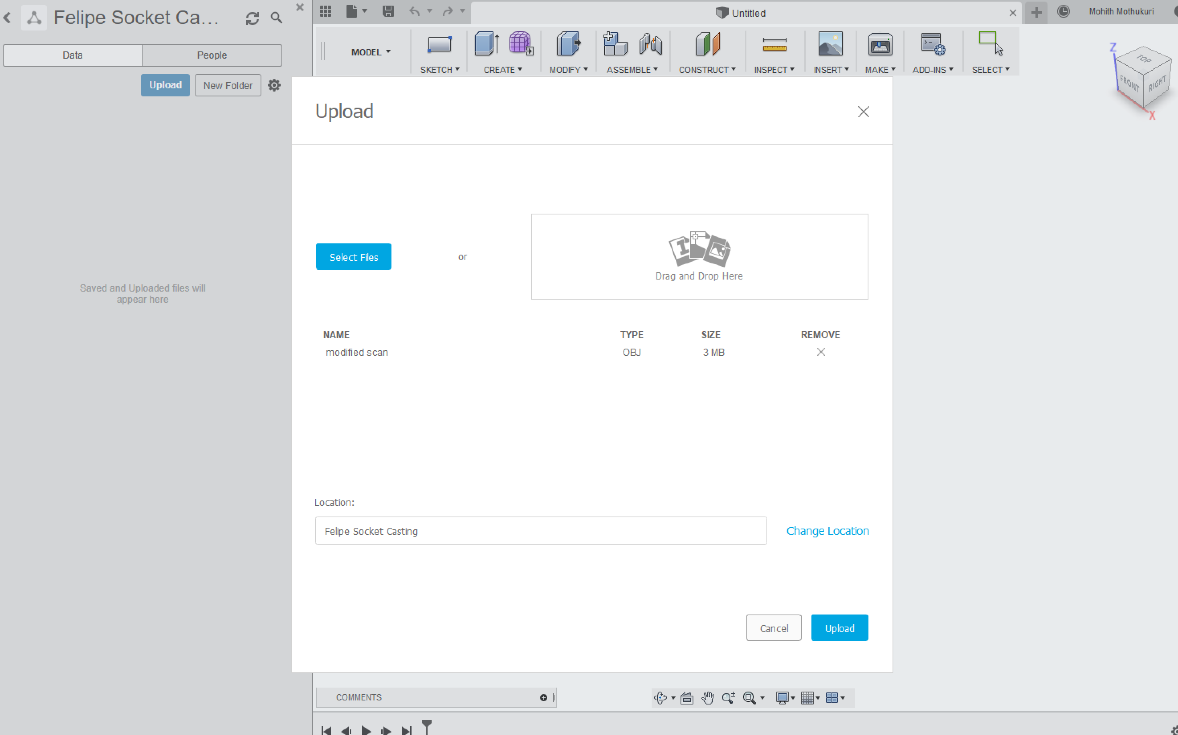 Felipe Socket Ca...
Untitled
Mohith Mothukuri
Data
People
MODEL
SKETCH
CREATE
MODIFY
ASSEMBLE
CONSTRUCT
INSPECT
INSERT
MAKE
ADD-INS
SELECT
Z
TOP
FRONT
RIGHT
X
Upload
New Folder
Upload
Select Files
or
Drag and Drop Here
Saved and Uploaded files will
appear here
NAME
TYPE
SIZE
REMOVE
modified scan
OBJ
3 MB
Location:
Felipe Socket Casting
Change Location
Cancel
Upload
COMMENTS